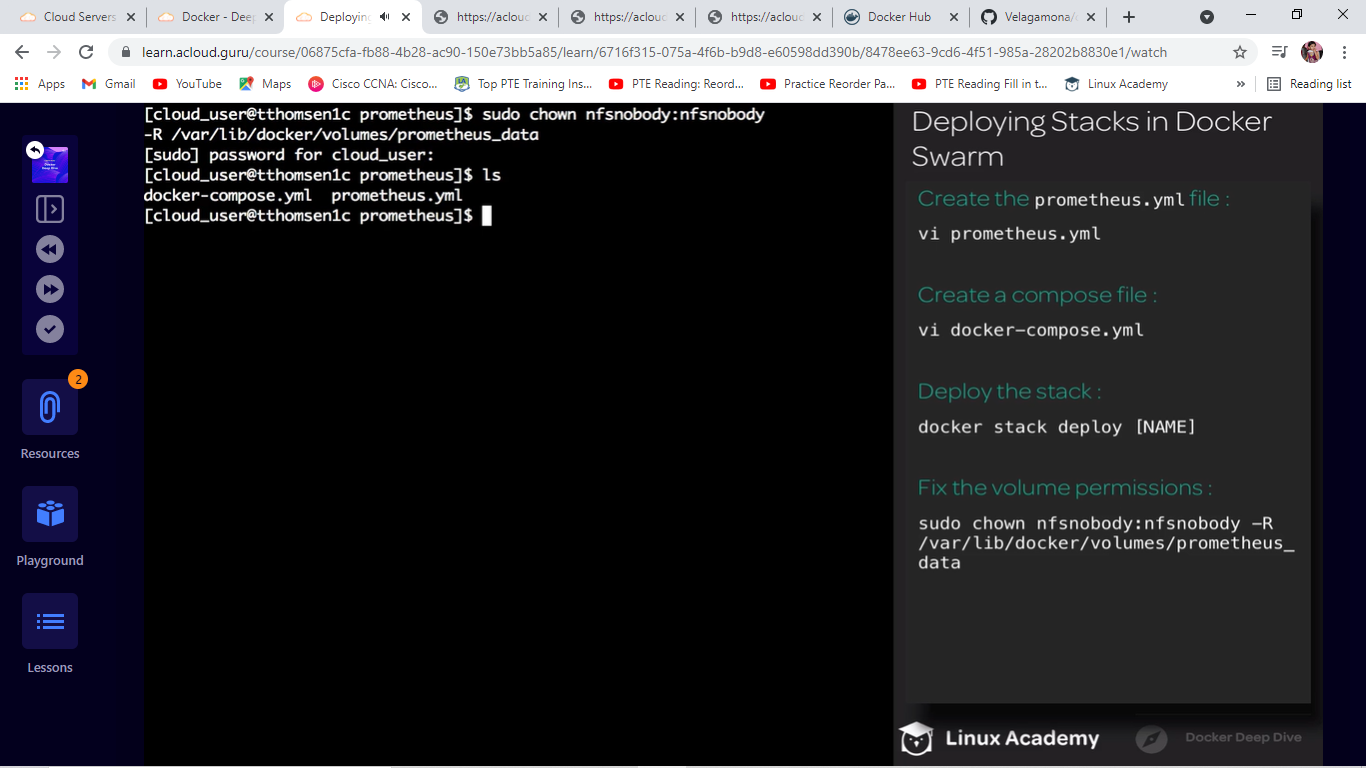 Cloud Servers
Docker - Deep
Deploying
https://acloud
https://acloud
https://acloud
Docker Hub
Velagamona/
learn.acloud.guru/course/06875cfa-fb88-4b28-ac90-150e73bb5a85/learn/6716f315-075a-4f6b-b9d8-e60598dd390b/8478ee63-9cd6-4f51-985a-28202b8830e1/watch
Apps
Gmail
YouTube
Maps
Cisco CCNA: Cisco...
Top PTE Training Ins...
PTE Reading: Reord...
Practice Reorder Pa...
PTE Reading Fill in t...
Linux Academy
»
Reading list
[cloud_user@tthomsen1c prometheus]$ sudo chown nfsnobody:nfsnobody
-R /var/lib/docker/volumes/prometheus_data
[sudo] password for cloud_user:
[cloud_user@tthomsen1c prometheus]$ ls
docker-compose.yml  prometheus.yml
[cloud_user@tthomsen1c prometheus]$
2
Resources
Playground
Lessons
Deploying Stacks in Docker
Swarm
Create the prometheus.yml file :
vi prometheus.yml
Create a compose file :
vi docker-compose.yml
Deploy the stack :
docker stack deploy [NAME]
Fix the volume permissions :
sudo chown nfsnobody:nfsnobody -R
/var/lib/docker/volumes/prometheus_
data
Linux Academy
Docker Deep Dive